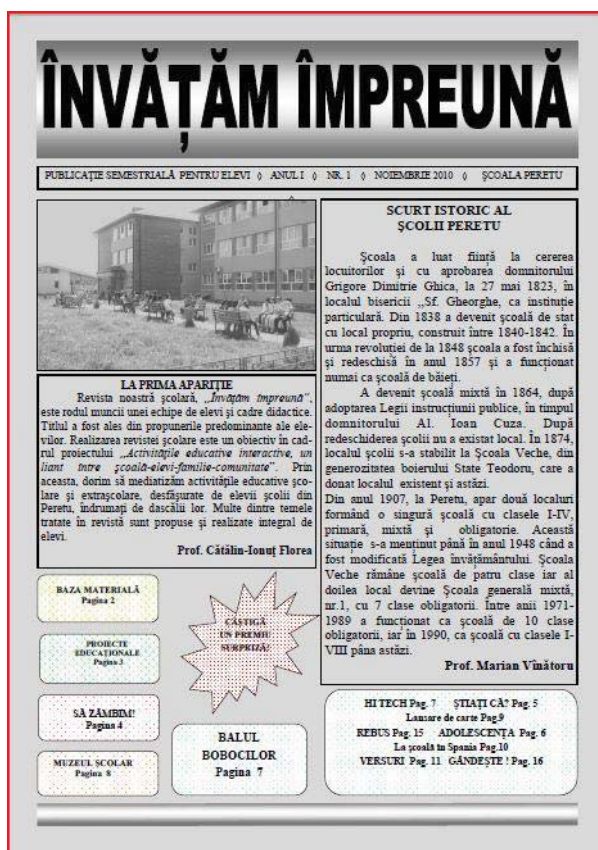 ÎNVĂȚĂM ÎMPREUNĂ
PUBLICAȚIE SEMESTRIALĂ PENTRU ELEVI ◊ ANUL I ◊ NR. 1 ◊ NOIEMBRIE 2010 ◊ ȘCOALA PERETU
LA PRIMA APARIȚIE
Revista noastră școlară, „Învățăm împreună”,
este rodul muncii unei echipe de elevi și cadre didactice.
Titlul a fost ales din propunerile predominante ale ele-
vilor. Realizarea revistei școlare este un obiectiv în cad-
rul proiectului „Activități educative interactive, un
liant între școală-elevi-familie-comunitate”. Prin
aceasta, dorim să mediatizăm activitățile educative șco-
lare și extrașcolare, desfășurate de elevii școlii din
Peretu, îndrumați de dascălii lor. Multe dintre temele
tratate în revistă sunt propuse și realizate integral de
elevi.
Prof. Cătălin-Ionuț Florea
SCURT ISTORIC AL
ȘCOLII PERETU
Școala a luat ființă la cererea
locuitorilor și cu aprobarea domnitorului
Grigore Dimitrie Ghica, la 27 mai 1823, în
localul bisericii ,,Sf. Gheorghe, ca instituție
particulară. Din 1838 a devenit școală de stat
cu local propriu, construit între 1840-1842. În
urma revoluției de la 1848 școala a fost închisă
și redeschisă în anul 1857 și a funcționat
numai ca școală de băieți.
A devenit școală mixtă în 1864, după
adoptarea Legii instrucțiunii publice, în timpul
domnitorului Al. Ioan Cuza. După
redeschiderea școlii nu a existat local. În 1874,
localul școlii s-a stabilit la Școala Veche, din
generozitatea boierului State Teodoru, care a
donat localul existent și astăzi.
Din anul 1907, la Peretu, apar două localuri
formând o singură școală cu clasele I-IV,
primară, mixtă și obligatorie. Această
situație s-a menținut până în anul 1948 când a
fost modificată Legea învățământului. Școala
Veche rămâne școală de patru clase iar al
doilea local devine Școala generală mixtă,
nr.1, cu 7 clase obligatorii. Între anii 1971-
1989 a funcționat ca școală de 10 clase
obligatorii, iar în 1990, ca școală cu clasele I-
VIII pâna astăzi.
Prof. Marian Vînătoru
BAZA MATERIALĂ
Pagina 2
PROIECTE
EDUCAȚIONALE
Pagina 3
SĂ ZÂMBIM!
Pagina 4
MUZEUL ȘCOLAR
Pagina 8
CÂȘTIGĂ
UN PREMIU
SURPRIZĂ!
BALUL
BOBOCILOR
Pagina 7
HI TECH Pag. 7 ȘTIAȚI CĂ? Pag. 5
Lansare de carte Pag.9
REBUS Pag. 15 ADOLESCENȚA Pag. 6
La școală în Spania Pag.10
VERSURI Pag. 11 GÂNDEȘTE ! Pag. 16